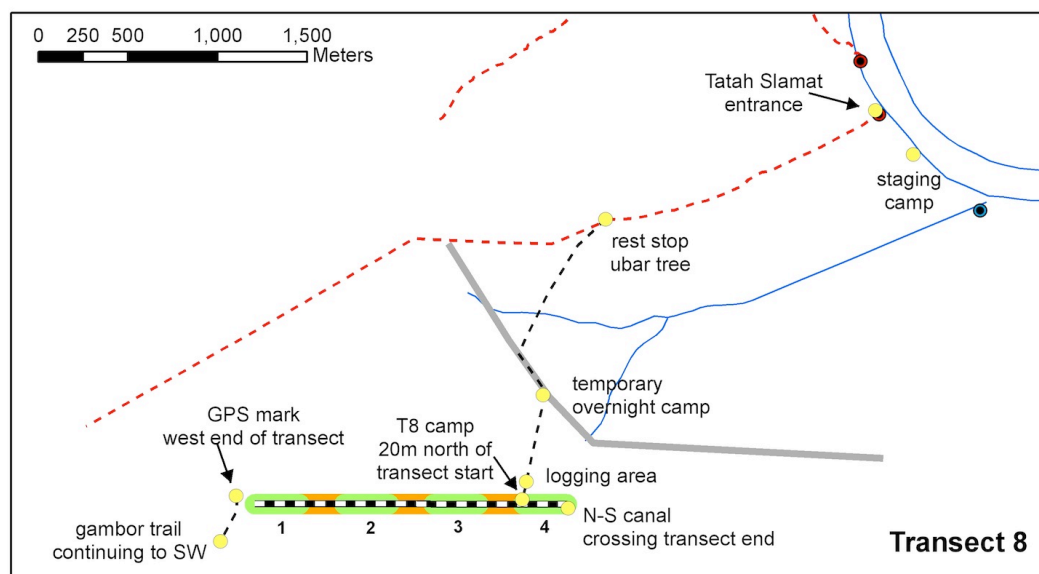 0 250 500 1,000 1,500
Meters
Tatah Slamat
entrance
staging
camp
rest stop
ubar tree
temporary
overnight camp
GPS mark
west end of transect
T8 camp
20m north of
transect start
logging area
1 2 3 4
N-S canal
crossing transect end
gambor trail
continuing to SW
Transect 8